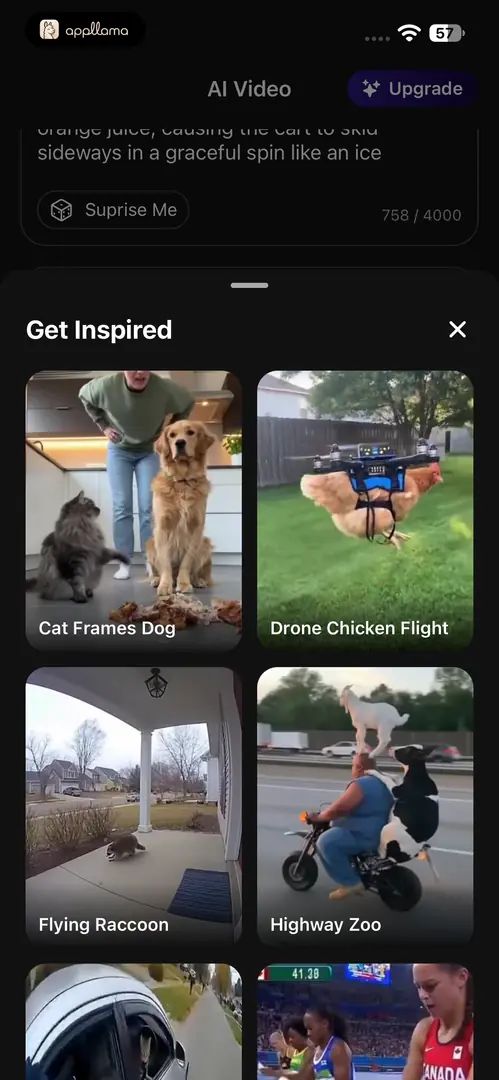 appllama
57
AI Video
Upgrade
orange juice, causing the cart to skid
sideways in a graceful spin like an ice
Suprise Me
758 / 4000
Get Inspired
Cat Frames Dog
Drone Chicken Flight
Flying Raccoon
Highway Zoo
41.38
CANADA